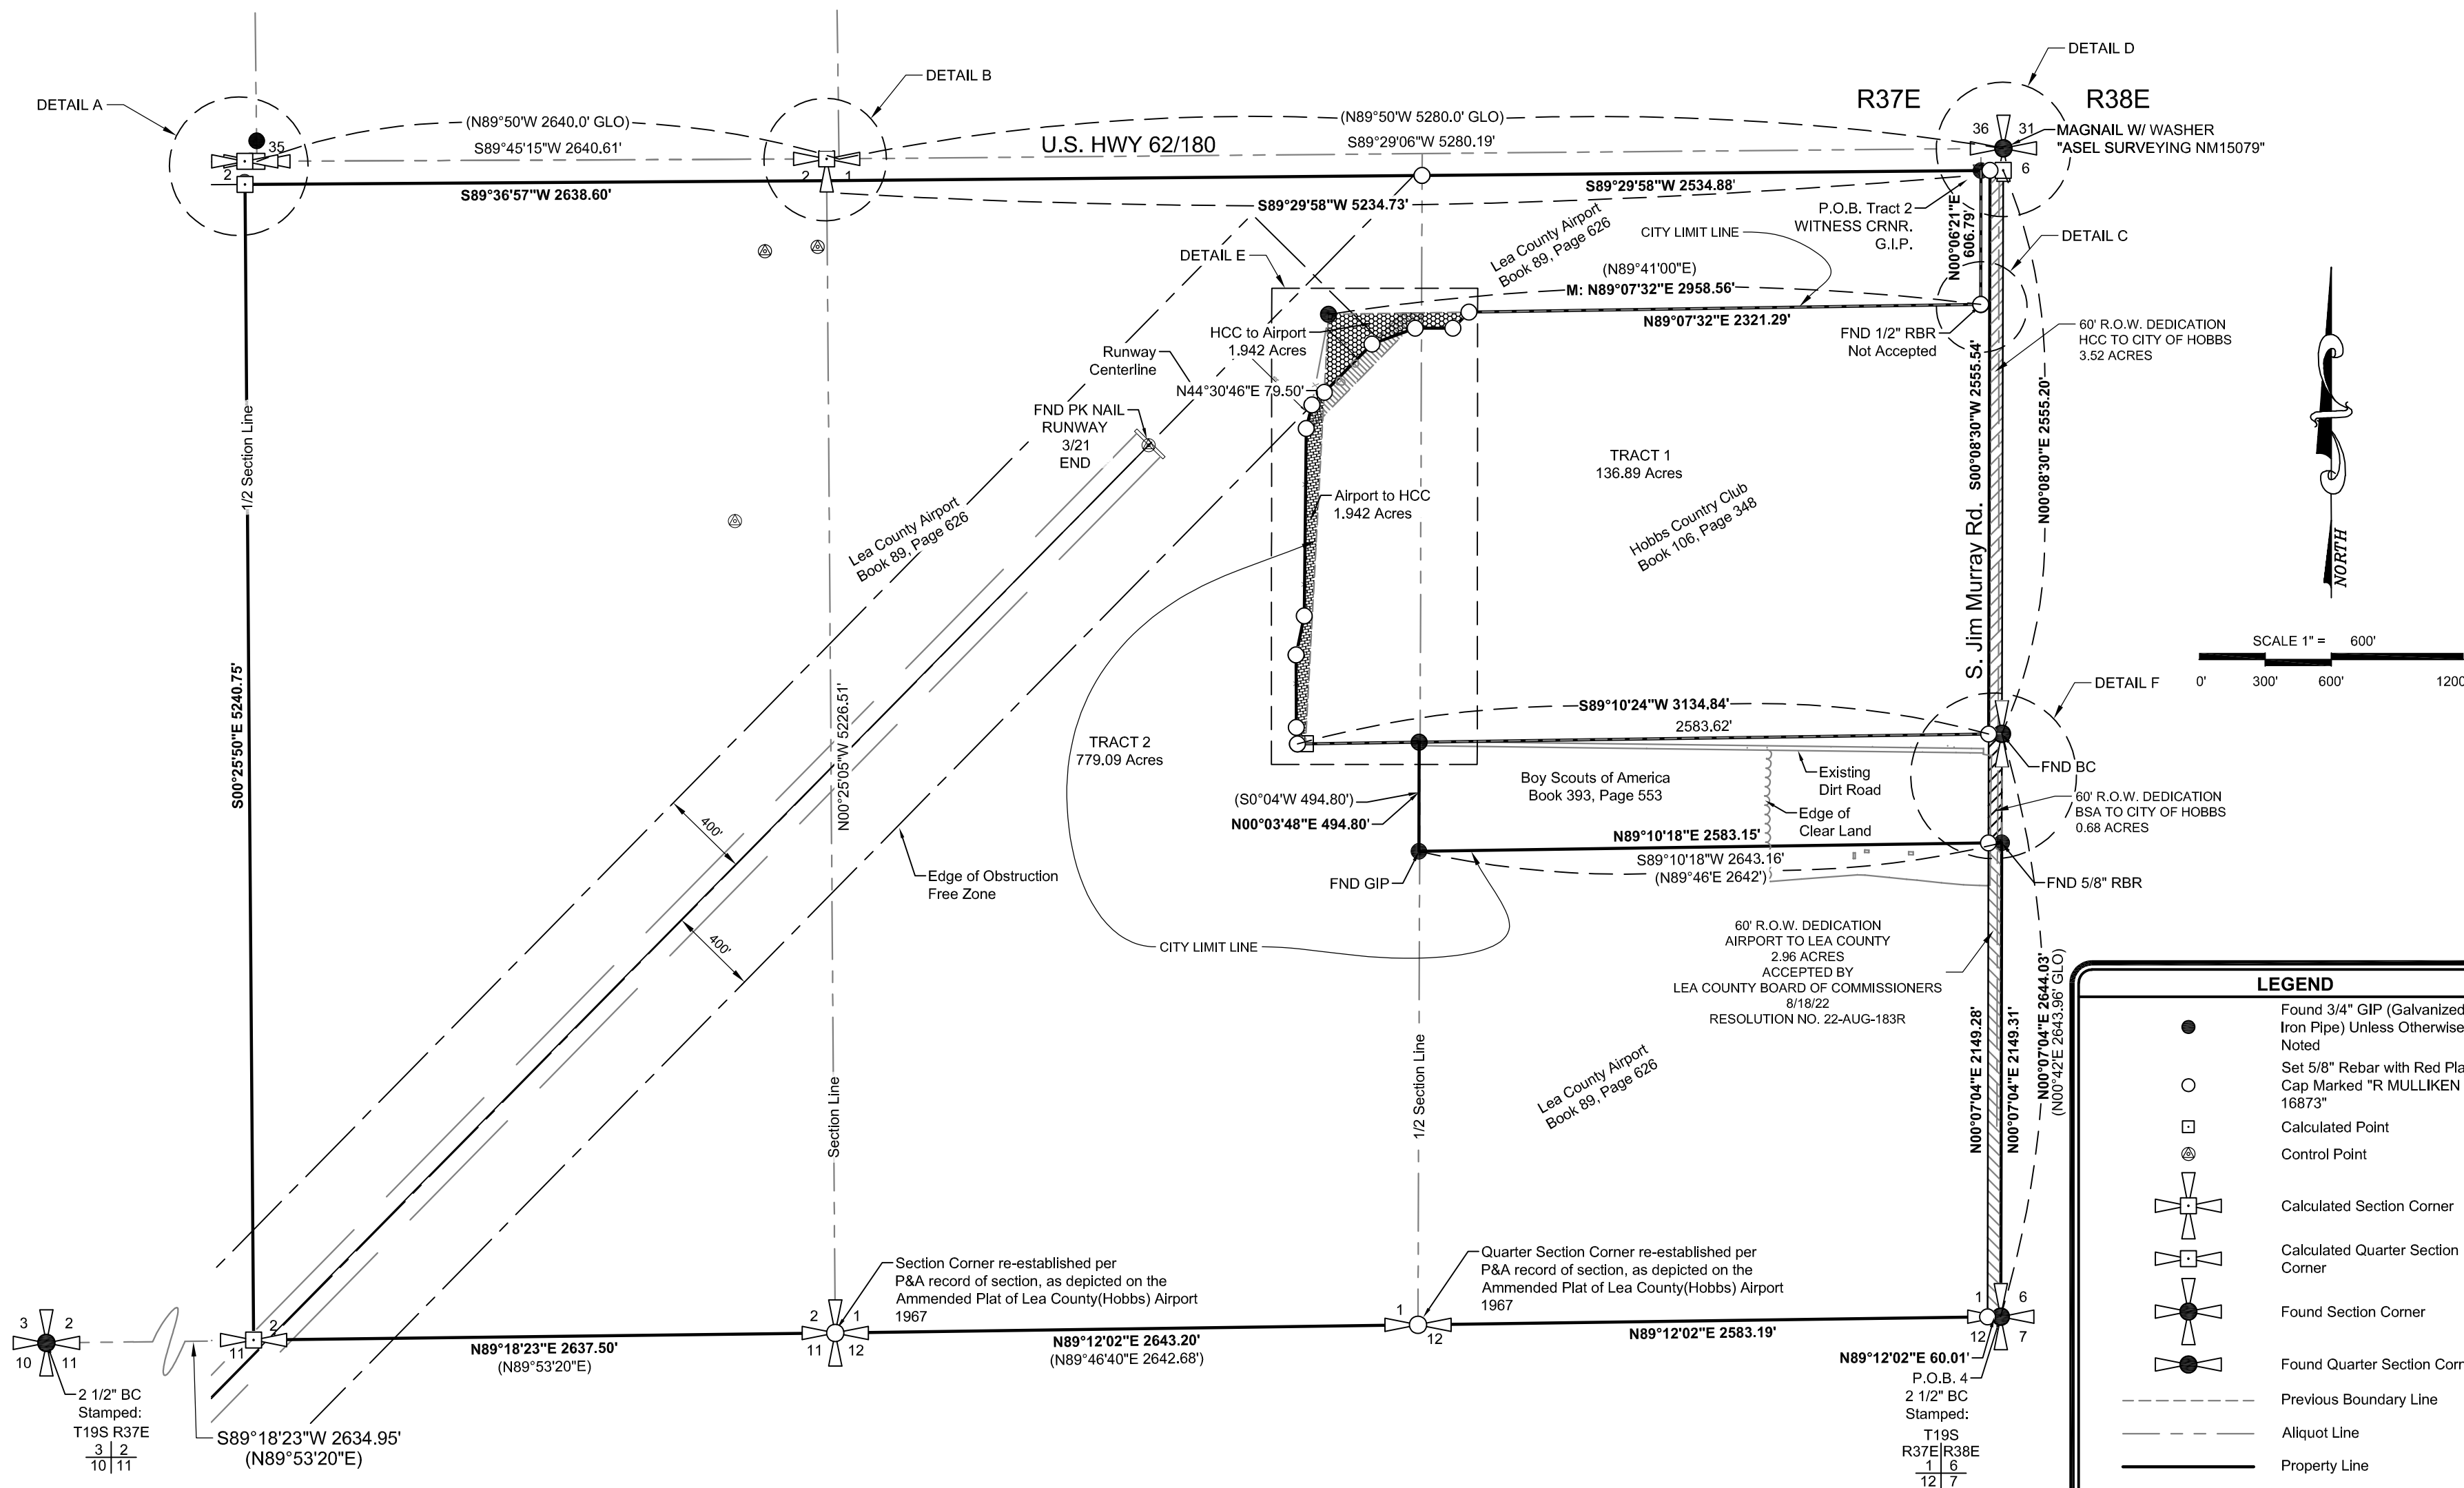 DETAIL A
DETAIL B
DETAIL D
(N89°50'W 2640.0' GLO)
S89°45'15"W 2640.61'
(N89°50'W 5280.0' GLO)
S89°29'06"W 5280.19'
U.S. HWY 62/180
R37E
R38E
35
2
2
1
36
31
6
MAGNAIL W/ WASHER
"ASEL SURVEYING NM15079"
S89°36'57"W 2638.60'
S89°29'58"W 2534.88'
S89°29'58"W 5234.73'
P.O.B. Tract 2
WITNESS CRNR.
G.I.P.
N00°06'21"E
606.79'
DETAIL C
DETAIL E
Lea County Airport
Book 89, Page 626
CITY LIMIT LINE
(N89°41'00"E)
M: N89°07'32"E 2958.56'
N89°07'32"E 2321.29'
FND 1/2" RBR
Not Accepted
60' R.O.W. DEDICATION
HCC TO CITY OF HOBBS
3.52 ACRES
HCC to Airport
1.942 Acres
Runway
Centerline
N44°30'46"E 79.50'
FND PK NAIL
RUNWAY
3/21
END
1/2 Section Line
S00°25'50"E 5240.75'
Lea County Airport
Book 89, Page 626
TRACT 1
136.89 Acres
Airport to HCC
1.942 Acres
Hobbs Country Club
Book 106, Page 348
S. Jim Murray Rd.
S00°08'30"W 2555.54'
N00°08'30"E 2555.20'
NORTH
SCALE 1" = 600'
0'
300'
600'
1200
DETAIL F
N00°25'05"W 5226.51'
400'
400'
Edge of Obstruction
Free Zone
TRACT 2
779.09 Acres
S89°10'24"W 3134.84'
2583.62'
Boy Scouts of America
Book 393, Page 553
Existing
Dirt Road
Edge of
Clear Land
FND BC
60' R.O.W. DEDICATION
BSA TO CITY OF HOBBS
0.68 ACRES
(S0°04'W 494.80')
N00°03'48"E 494.80'
N89°10'18"E 2583.15'
S89°10'18"W 2643.16'
(N89°46'E 2642')
FND GIP
FND 5/8" RBR
CITY LIMIT LINE
60' R.O.W. DEDICATION
AIRPORT TO LEA COUNTY
2.96 ACRES
ACCEPTED BY
LEA COUNTY BOARD OF COMMISSIONERS
8/18/22
RESOLUTION NO. 22-AUG-183R
Lea County Airport
Book 89, Page 626
Section Line
1/2 Section Line
N00°07'04"E 2149.28'
N00°07'04"E 2149.31'
N00°07'04"E 2644.03'
(N00°42'E 2643.96' GLO)
Section Corner re-established per
P&A record of section, as depicted on the
Ammended Plat of Lea County(Hobbs) Airport
1967
Quarter Section Corner re-established per
P&A record of section, as depicted on the
Ammended Plat of Lea County(Hobbs) Airport
1967
3
2
10
11
2
11
2
1
11
12
1
12
1
6
12
7
N89°18'23"E 2637.50'
(N89°53'20"E)
N89°12'02"E 2643.20'
(N89°46'40"E 2642.68')
N89°12'02"E 2583.19'
N89°12'02"E 60.01'
P.O.B. 4
2 1/2" BC
Stamped:
T19S
R37E R38E
1 6
12 7
2 1/2" BC
Stamped:
T19S R37E
3 2
10 11
S89°18'23"W 2634.95'
(N89°53'20"E)
LEGEND
Found 3/4" GIP (Galvanized
Iron Pipe) Unless Otherwise
Noted
Set 5/8" Rebar with Red Pla
Cap Marked "R MULLIKEN
16873"
Calculated Point
Control Point
Calculated Section Corner
Calculated Quarter Section
Corner
Found Section Corner
Found Quarter Section Corn
Previous Boundary Line
Aliquot Line
Property Line